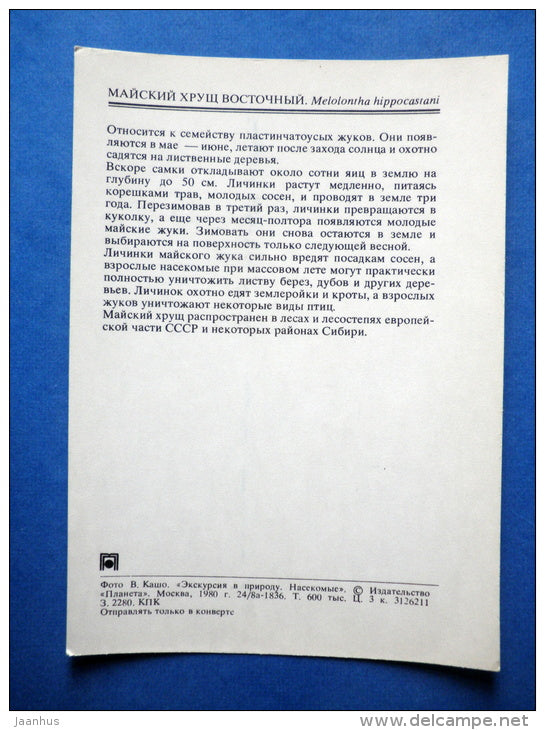 МАЙСКИЙ ХРУЩ ВОСТОЧНЫЙ. Melolontha hippocastani
Относится к семейству пластинчатоусых жуков. Они появ-
ляются в мае — июне, летают после захода солнца и охотно
садятся на лиственные деревья.
Вскоре самки откладывают около сотни яиц в землю на
глубину до 50 см. Личинки растут медленно, питаясь
корешками трав, молодых сосен, и проводят в земле три
года. Перезимовав в третий раз, личинки превращаются в
куколку, а еще через месяц-полтора появляются молодые
майские жуки. Зимовать они снова остаются в земле и
выбираются на поверхность только следующей весной.
Личинки майского жука сильно вредят посадкам сосен, а
взрослые насекомые при массовом лете могут практически
полностью уничтожить листву берез, дубов и других дере-
вьев. Личинок охотно едят землеройки и кроты, а взрослых
жуков уничтожают некоторые виды птиц.
Майский хрущ распространен в лесах и лесостепях европей-
ской части СССР и некоторых районах Сибири.
Фото В. Кашо. «Экскурсия в природу. Насекомые». © Издательство
«Планета». Москва, 1980 г. 24/8а-1836. Т. 600 тыс. Ц. 3 к. 3126211
З. 2280. КПК
Отправлять только в конверте
jaanhus
www.delcampe.net